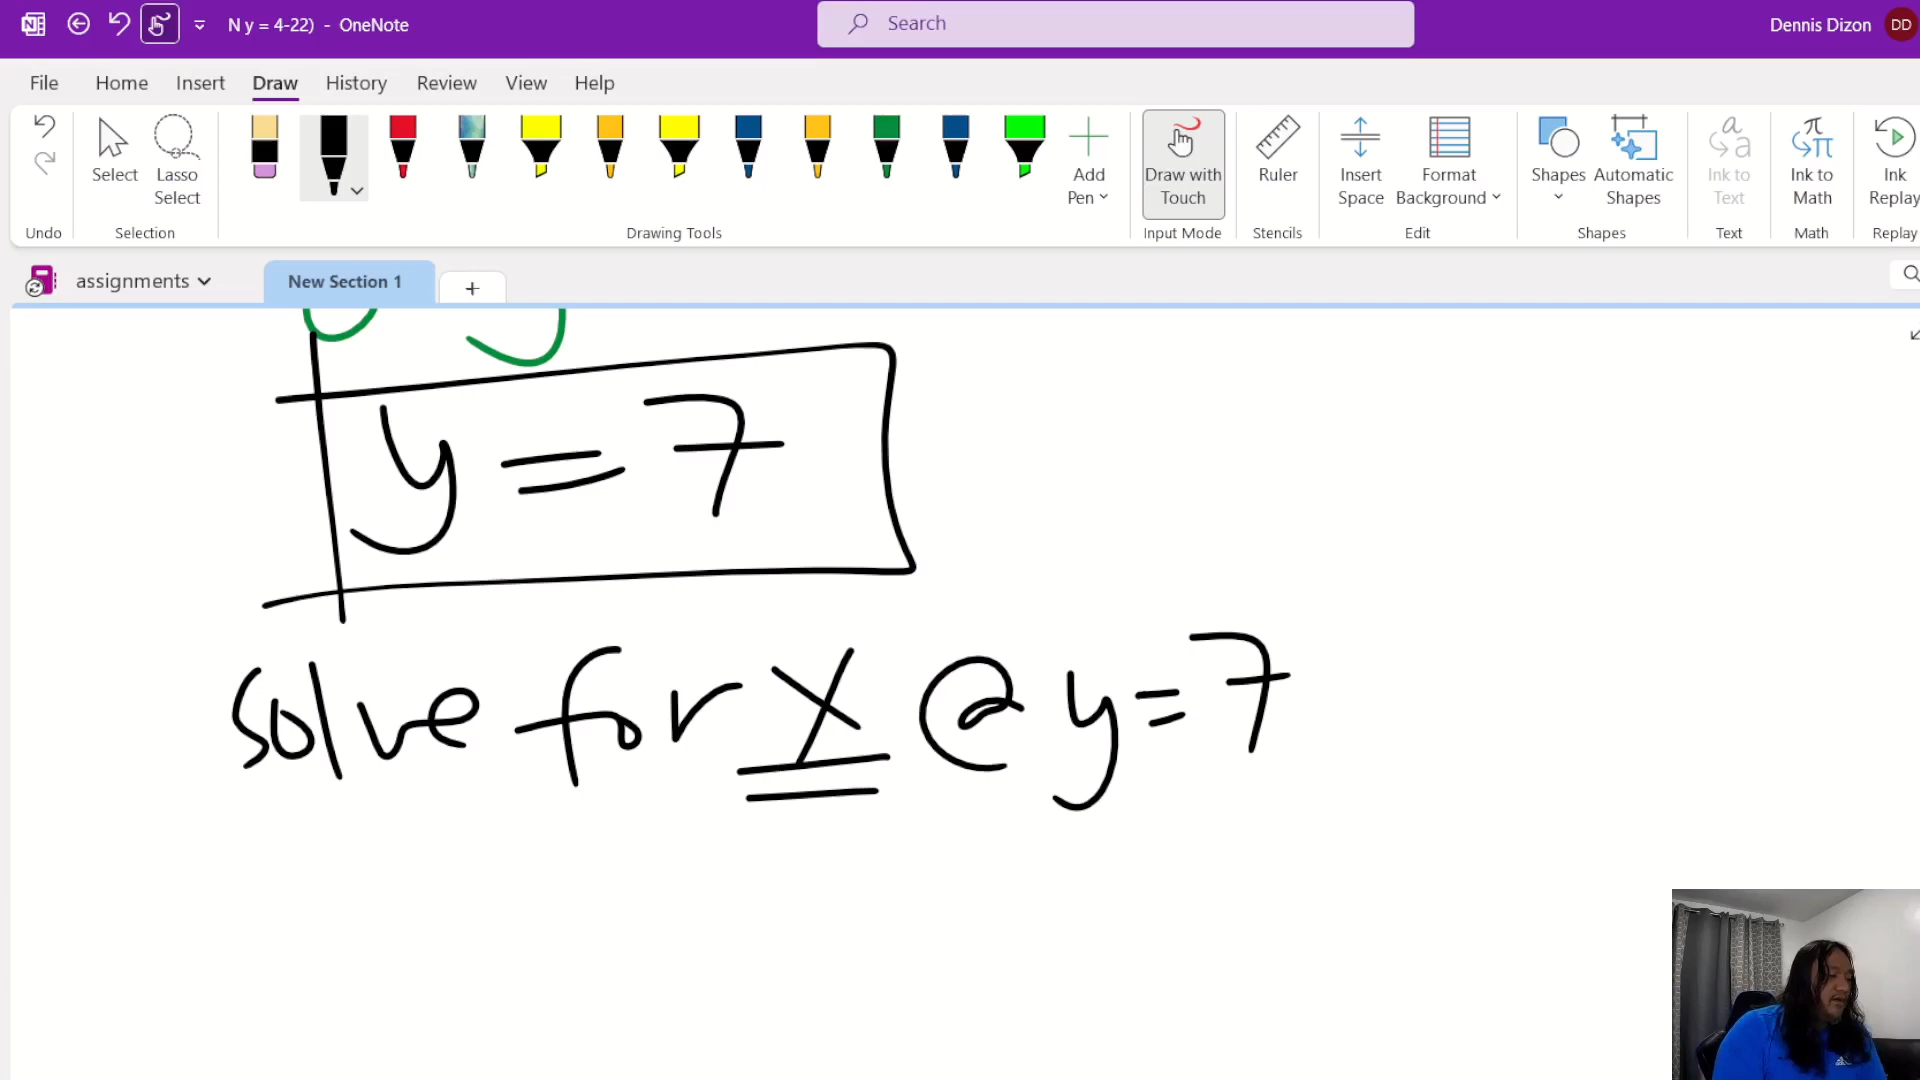 N y = 4-22) - OneNote
Search
Dennis Dizon DD
File Home Insert Draw History Review View Help
Select
Lasso Select
Add Pen
Draw with Touch
Ruler
Insert Space
Format Background
Shapes
Automatic Shapes
Ink to Text
Ink to Math
Ink Replay
Undo Selection Drawing Tools Input Mode Stencils Edit Shapes Text Math Replay
assignments New Section 1 +
y = 7
solve for x @ y = 7